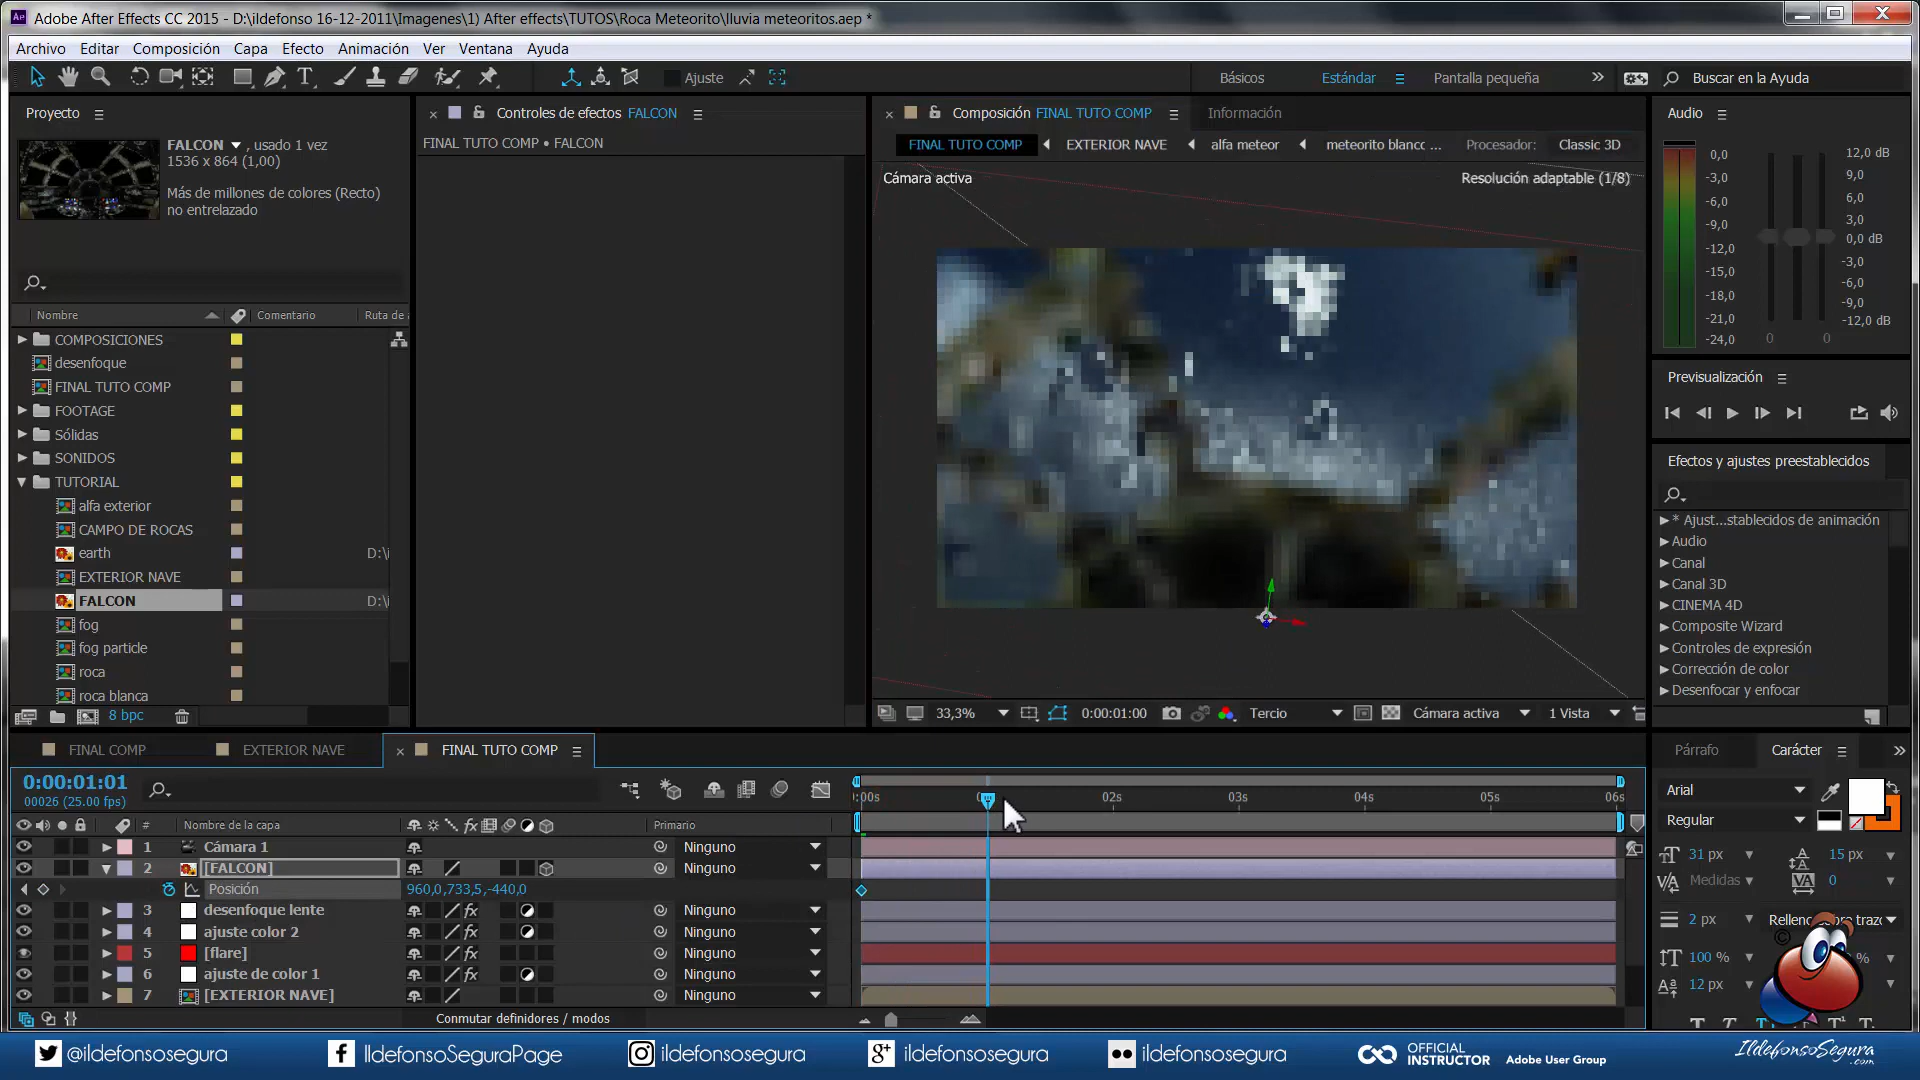 Adobe After Effects CC 2015 - D:\ildefonso 16-12-2011\Imagenes\1) After effects\TUTOS\Roca Meteorito\lluvia meteoritos.aep *
Archivo Editar Composición Capa Efecto Animación Ver Ventana Ayuda
Ajuste Básicos Estándar Pantalla pequeña Buscar en la Ayuda
Proyecto
FALCON , usado 1 vez
1536 x 864 (1,00)
Más de millones de colores (Recto)
no entrelazado
Nombre Comentario Ruta de
COMPOSICIONES
desenfoque
FINAL TUTO COMP
FOOTAGE
Sólidas
SONIDOS
TUTORIAL
alfa exterior
CAMPO DE ROCAS
earth D:\i
EXTERIOR NAVE
FALCON D:\i
fog
fog particle
roca
roca blanca
8 bpc
Controles de efectos FALCON
FINAL TUTO COMP • FALCON
Composición FINAL TUTO COMP Información
FINAL TUTO COMP EXTERIOR NAVE alfa meteor meteorito blanco ... Procesador: Classic 3D
Cámara activa Resolución adaptable (1/8)
33,3% 0:00:01:00 Tercio Cámara activa 1 Vista
Audio
0,0
-3,0
-6,0
-9,0
-12,0
-15,0
-18,0
-21,0
-24,0
12,0 dB
9,0
6,0
3,0
0,0 dB
-3,0
-6,0
-9,0
-12,0 dB
0 0
Previsualización
Efectos y ajustes preestablecidos
* Ajust...stablecidos de animación
Audio
Canal
Canal 3D
CINEMA 4D
Composite Wizard
Controles de expresión
Corrección de color
Desenfocar y enfocar
FINAL COMP EXTERIOR NAVE FINAL TUTO COMP
0:00:01:01
00026 (25.00 fps)
:00s 02s 03s 04s 05s 06s
# Nombre de la capa Primario
1 Cámara 1 Ninguno
2 [FALCON] Ninguno
Posición 960,0,733,5,-440,0
3 desenfoque lente Ninguno
4 ajuste color 2 Ninguno
5 [flare] Ninguno
6 ajuste de color 1 Ninguno
7 [EXTERIOR NAVE] Ninguno
Conmutar definidores / modos
Párrafo Carácter
Arial
Regular
31 px 15 px
Medidas 0
2 px
100 % %
12 px
@ildefonsosegura IldefonsoSeguraPage ildefonsosegura ildefonsosegura ildefonsosegura OFFICIAL INSTRUCTOR Adobe User Group IldefonsoSegura.com